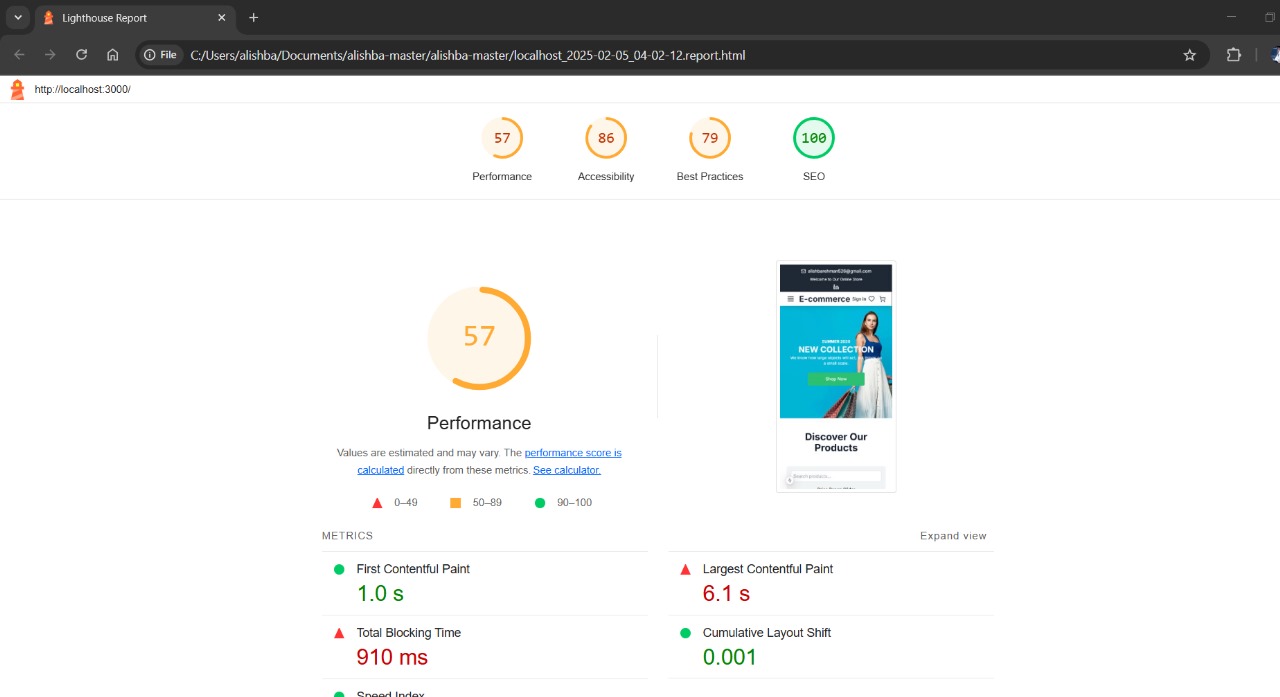 Lighthouse Report
File
C:/Users/alishba/Documents/alishba-master/alishba-master/localhost_2025-02-05_04-02-12.report.html
http://localhost:3000/
57
86
79
100
Performance
Accessibility
Best Practices
SEO
57
Performance
Values are estimated and may vary. The performance score is
calculated directly from these metrics. See calculator.
0–49
50–89
90–100
Welcome to Our Online Store
E-commerce
Sign In
SUMMER 2025
NEW COLLECTION
a small scale.
Shop Now
Discover Our
Products
Search products...
METRICS
Expand view
First Contentful Paint
1.0 s
Largest Contentful Paint
6.1 s
Total Blocking Time
910 ms
Cumulative Layout Shift
0.001
Speed Index